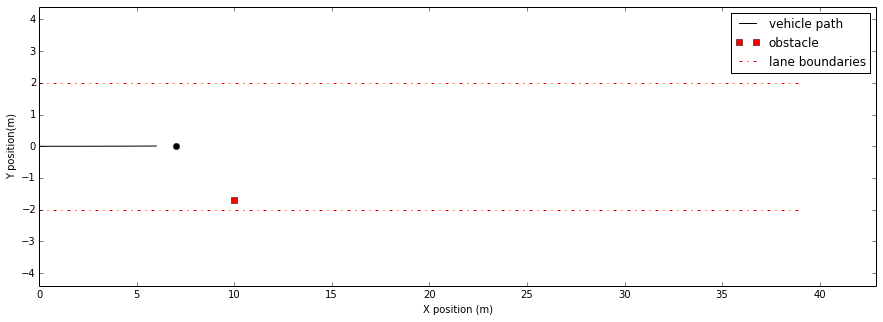 4
3
2
1
0
−1
−2
−3
−4
Y position(m)
0 5 10 15 20 25 30 35 40
X position (m)
vehicle path
obstacle
lane boundaries